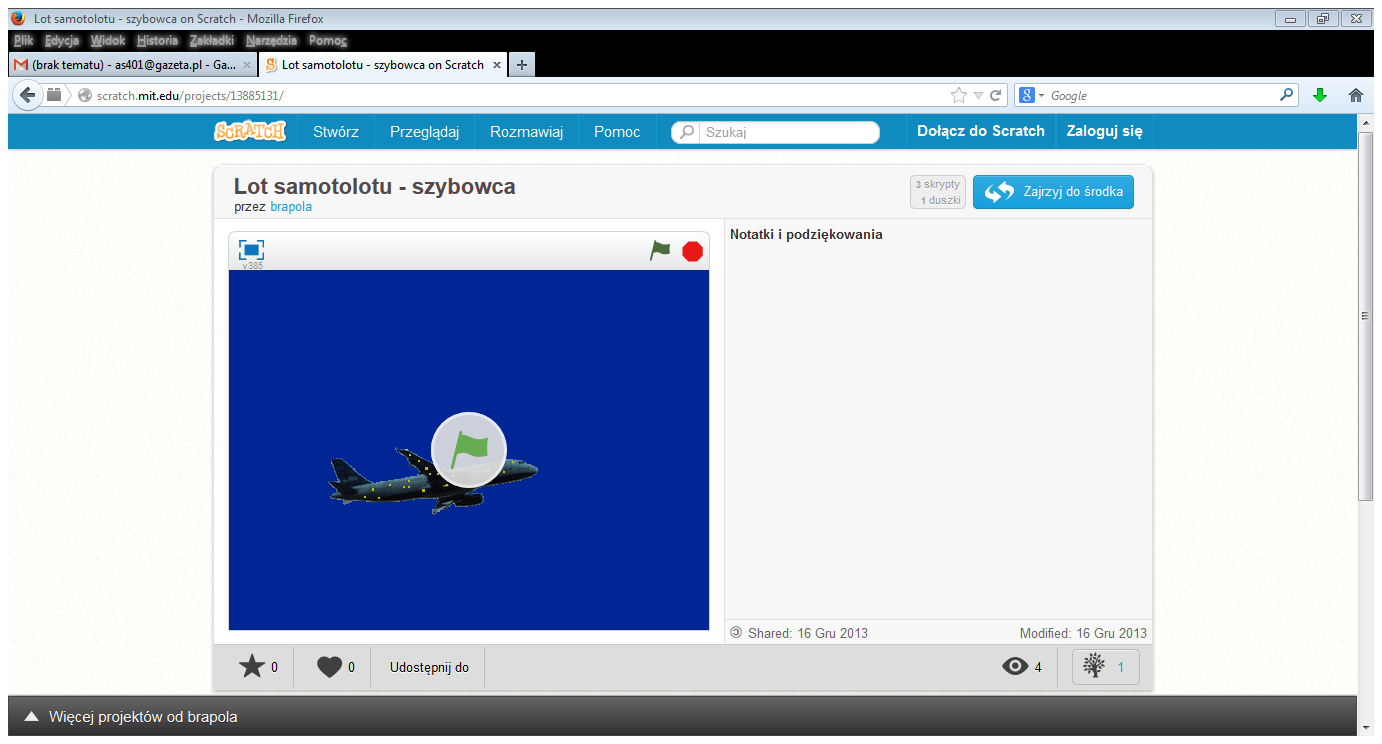 Lot samotolotu - szybowca on Scratch - Mozilla Firefox
Plik Edycja Widok Historia Zakładki Narzędzia Pomoc
(brak tematu) - as401@gazeta.pl - Ga... Lot samotolotu - szybowca on Scratch
scratch.mit.edu/projects/13885131/ Google
SCRATCH Stwórz Przeglądaj Rozmawiaj Pomoc Szukaj Dołącz do Scratch Zaloguj się
Lot samotolotu - szybowca
przez brapola
3 skrypty
1 duszki
Zajrzyj do środka
v385
Notatki i podziękowania
Shared: 16 Gru 2013 Modified: 16 Gru 2013
0 0 Udostępnij do 4 1
Więcej projektów od brapola